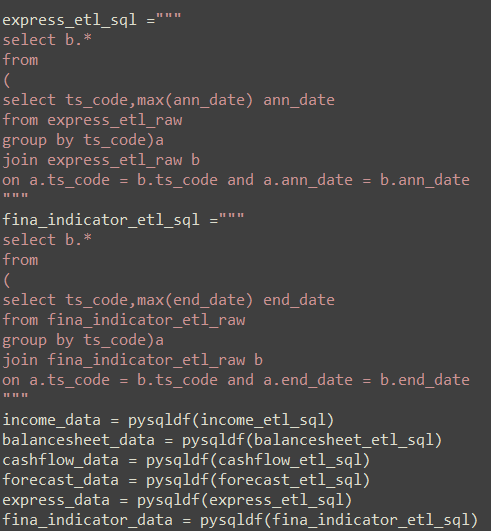 express_etl_sql ="""
select b.*
from
(
select ts_code,max(ann_date) ann_date
from express_etl_raw
group by ts_code)a
join express_etl_raw b
on a.ts_code = b.ts_code and a.ann_date = b.ann_date
"""
fina_indicator_etl_sql ="""
select b.*
from
(
select ts_code,max(end_date) end_date
from fina_indicator_etl_raw
group by ts_code)a
join fina_indicator_etl_raw b
on a.ts_code = b.ts_code and a.end_date = b.end_date
"""
income_data = pysqldf(income_etl_sql)
balancesheet_data = pysqldf(balancesheet_etl_sql)
cashflow_data = pysqldf(cashflow_etl_sql)
forecast_data = pysqldf(forecast_etl_sql)
express_data = pysqldf(express_etl_sql)
fina_indicator_data = pysqldf(fina_indicator_etl_sql)